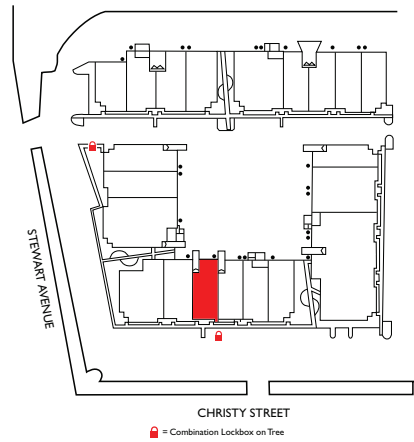 STEWART AVENUE
CHRISTY STREET
= Combination Lockbox on Tree